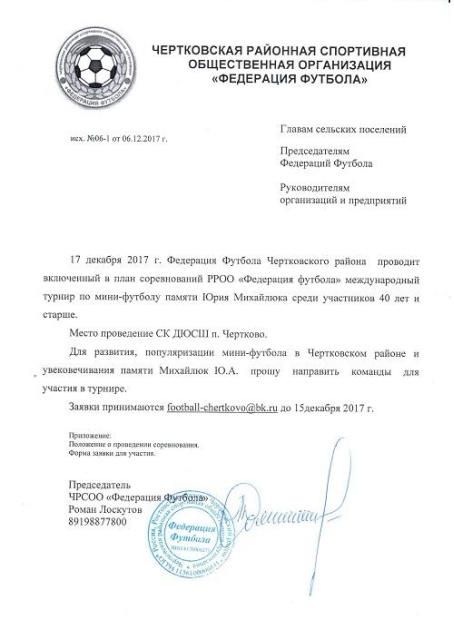 ЧЕРТКОВСКАЯ РАЙОННАЯ СПОРТИВНАЯ
ОБЩЕСТВЕННАЯ ОРГАНИЗАЦИЯ
«ФЕДЕРАЦИЯ ФУТБОЛА»
«ФЕДЕРАЦИЯ ФУТБОЛА»
исх. №06-1 от 06.12.2017 г.
Главам сельских поселений
Председателям
Федераций Футбола
Руководителям
организаций и предприятий
17 декабря 2017 г. Федерация Футбола Чертковского района проводит
включенный в план соревнований РРОО «Федерация футбола» международный
турнир по мини-футболу памяти Юрия Михайлюка среди участников 40 лет и
старше.
Место проведение СК ДЮСШ п. Чертково.
Для развития, популяризации мини-футбола в Чертковском районе и
увековечивания памяти Михайлюк Ю.А. прошу направить команды для
участия в турнире.
Заявки принимаются football-chertkovo@bk.ru до 15декабря 2017 г.
Приложение:
Положение о проведении соревнования.
Форма заявки для участия.
Председатель
ЧРСОО «Федерация Футбола»
Роман Лоскутов
89198877800
Федерация
Футбола